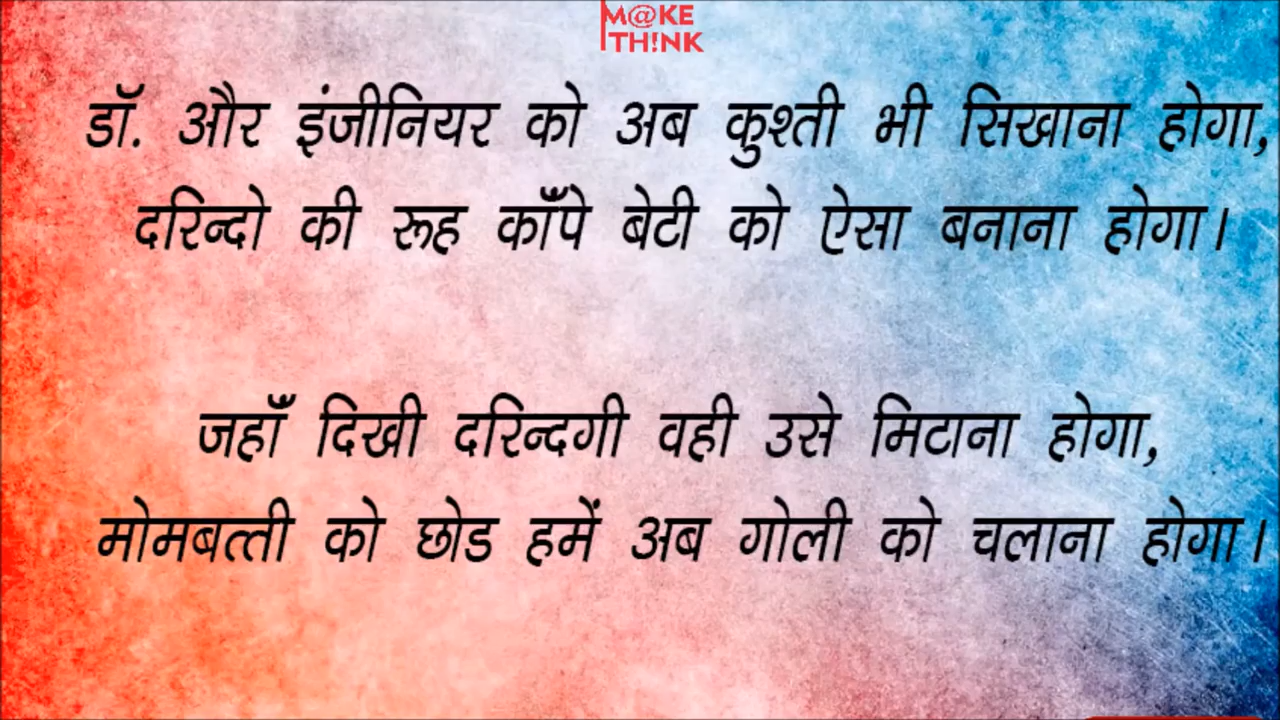 M@KE
TH!NK
डॉ. और इंजीनियर को अब कुश्ती भी सिखाना होगा,
दरिन्दो की रूह काँपे बेटी को ऐसा बनाना होगा।
जहाँ दिखी दरिन्दगी वही उसे मिटाना होगा,
मोमबत्ती को छोड हमें अब गोली को चलाना होगा।